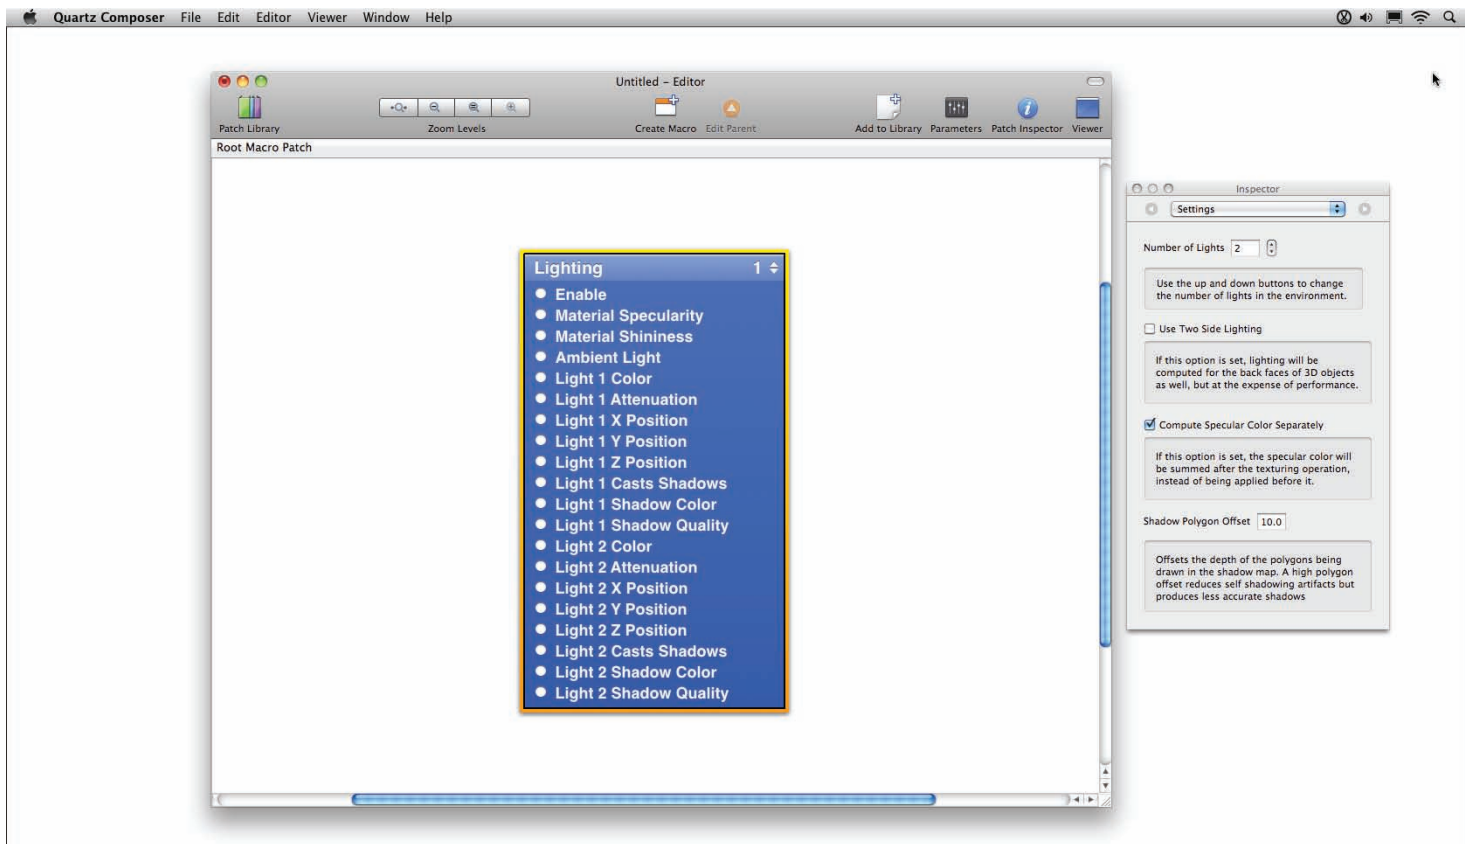 Quartz Composer File Edit Editor Viewer Window Help
Untitled – Editor
Patch Library Zoom Levels Create Macro Edit Parent Add to Library Parameters Patch Inspector Viewer
Root Macro Patch
Lighting 1
Enable
Material Specularity
Material Shininess
Ambient Light
Light 1 Color
Light 1 Attenuation
Light 1 X Position
Light 1 Y Position
Light 1 Z Position
Light 1 Casts Shadows
Light 1 Shadow Color
Light 1 Shadow Quality
Light 2 Color
Light 2 Attenuation
Light 2 X Position
Light 2 Y Position
Light 2 Z Position
Light 2 Casts Shadows
Light 2 Shadow Color
Light 2 Shadow Quality
Inspector
Settings
Number of Lights 2
Use the up and down buttons to change
the number of lights in the environment.
Use Two Side Lighting
If this option is set, lighting will be
computed for the back faces of 3D objects
as well, but at the expense of performance.
Compute Specular Color Separately
If this option is set, the specular color will
be summed after the texturing operation,
instead of being applied before it.
Shadow Polygon Offset 10.0
Offsets the depth of the polygons being
drawn in the shadow map. A high polygon
offset reduces self shadowing artifacts but
produces less accurate shadows